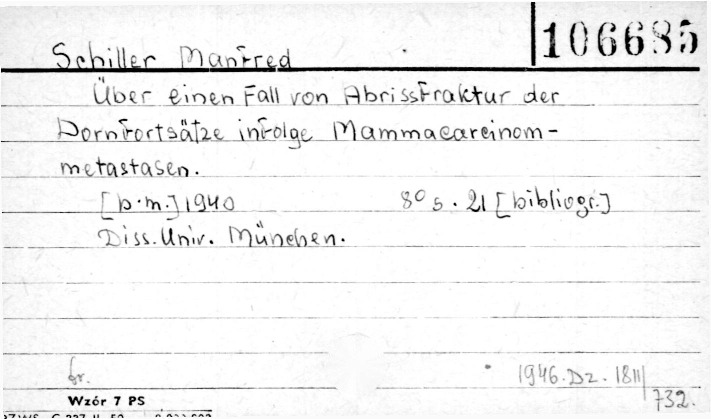 106685
Schiller Manfred
Über einen Fall von Abrissfraktur der
Dornfortsätze infolge Mammacarcinom-
metastasen.
[b.m.] 1940 8° s. 21 [bibliogr.]
Diss. Univ. München.
1946.Dz. 1811/
732.
Wzór 7 PS